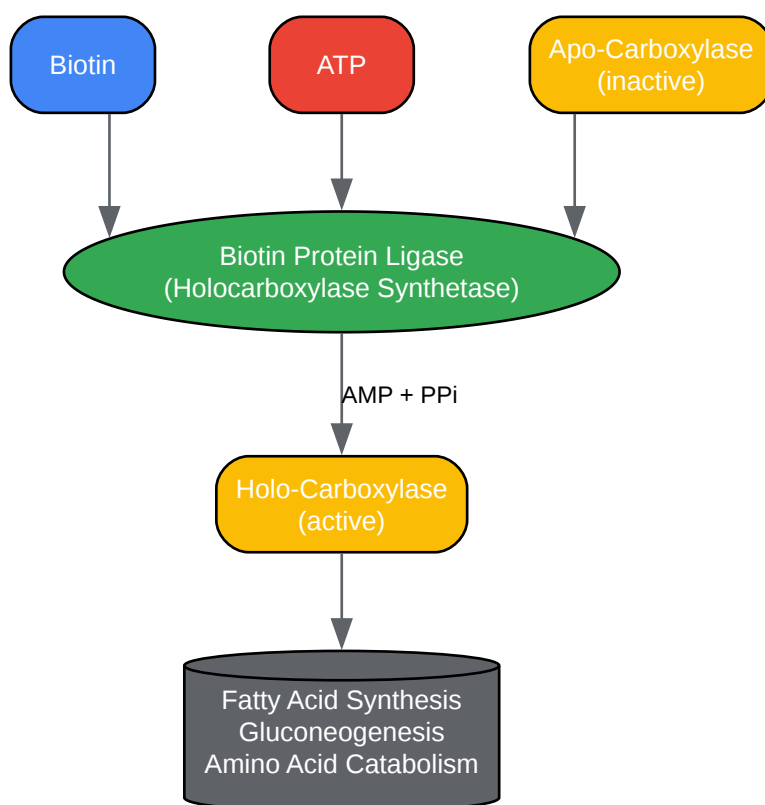 Biotin
ATP
Apo-Carboxylase
(inactive)
Biotin Protein Ligase
(Holocarboxylase Synthetase)
AMP + PPi
Holo-Carboxylase
(active)
Fatty Acid Synthesis
Gluconeogenesis
Amino Acid Catabolism